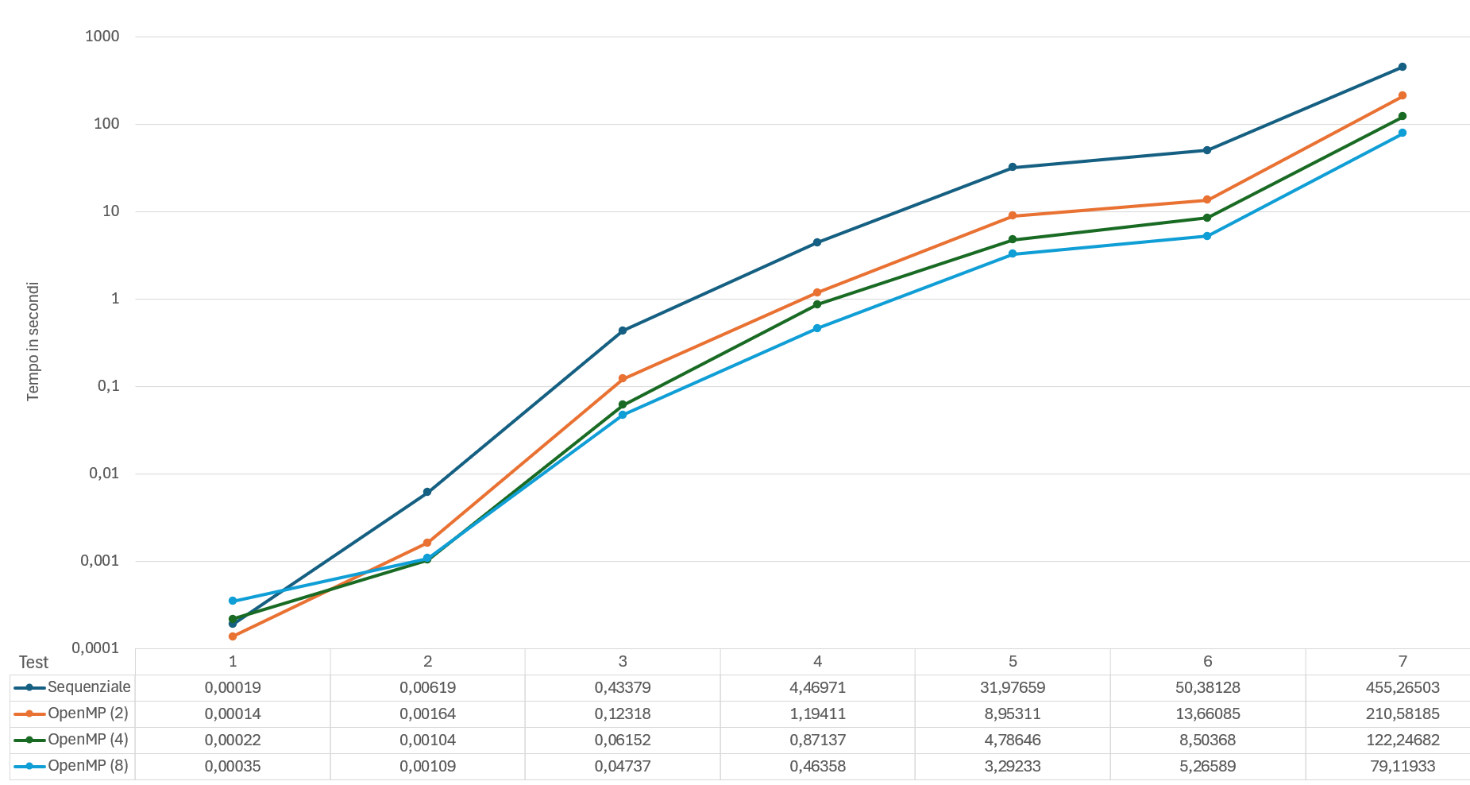 1000
100
10
1
0,1
0,01
0,001
0,0001
Tempo in secondi
Test 1 2 3 4 5 6 7
Sequenziale 0,00019 0,00619 0,43379 4,46971 31,97659 50,38128 455,26503
OpenMP (2) 0,00014 0,00164 0,12318 1,19411 8,95311 13,66085 210,58185
OpenMP (4) 0,00022 0,00104 0,06152 0,87137 4,78646 8,50368 122,24682
OpenMP (8) 0,00035 0,00109 0,04737 0,46358 3,29233 5,26589 79,11933